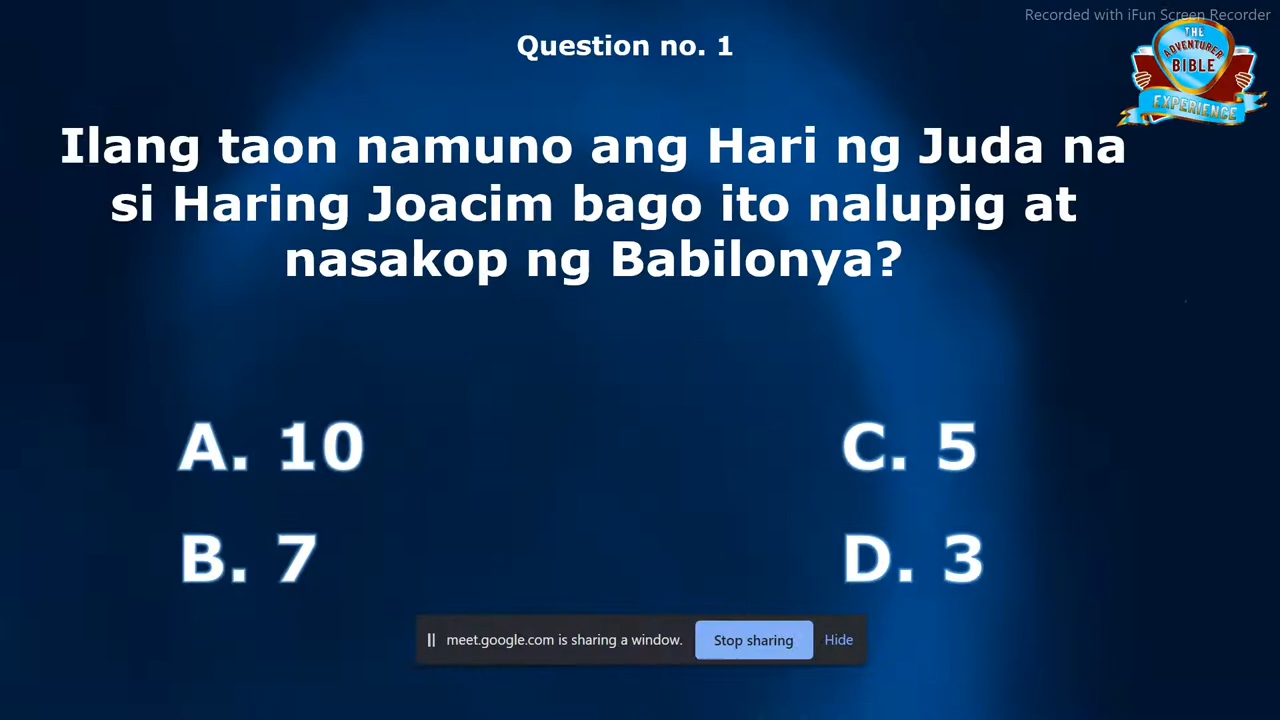 Recorded with iFun Screen Recorder
Question no. 1
THE
ADVENTURER
BIBLE
EXPERIENCE
Ilang taon namuno ang Hari ng Juda na
si Haring Joacim bago ito nalupig at
nasakop ng Babilonya?
A. 10
C. 5
B. 7
D. 3
meet.google.com is sharing a window.
Stop sharing
Hide